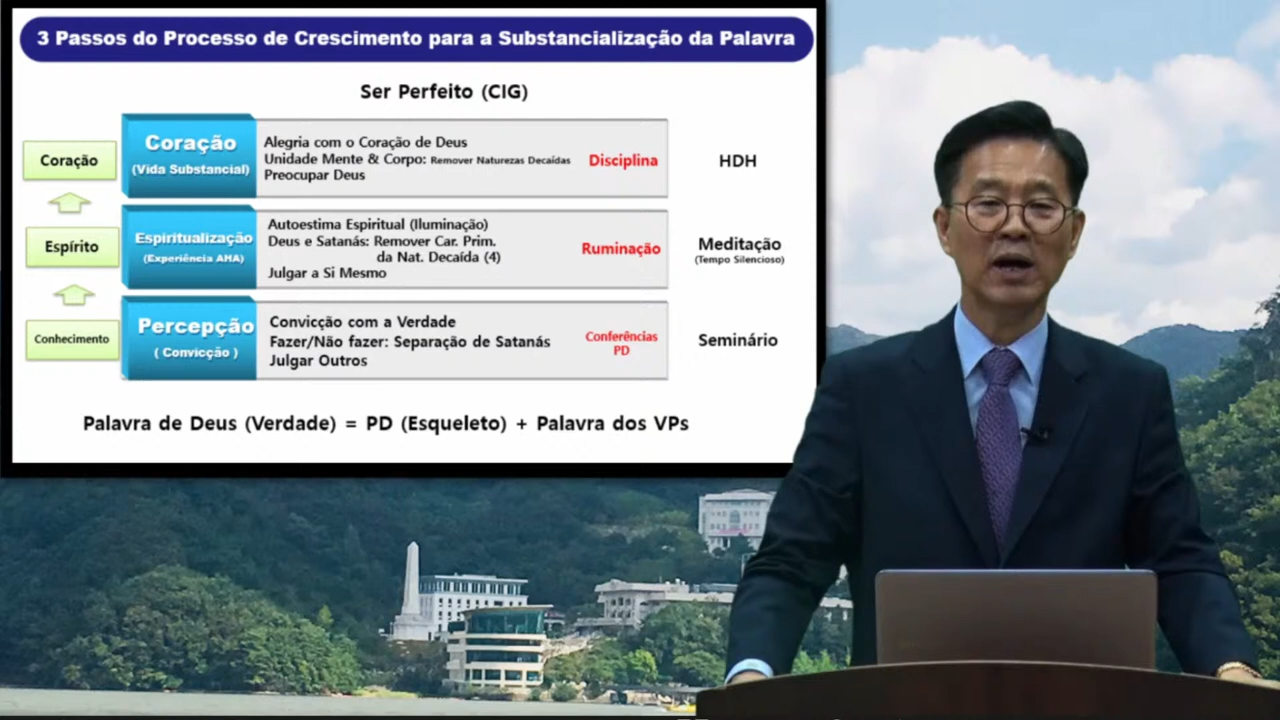 3 Passos do Processo de Crescimento para a Substancialização da Palavra
Ser Perfeito (CIG)
Coração
Coração
(Vida Substancial)
Alegria com o Coração de Deus
Unidade Mente & Corpo: Remover Naturezas Decaídas
Preocupar Deus
Disciplina
HDH
Espírito
Espiritualização
(Experiência AHA)
Autoestima Espiritual (Iluminação)
Deus e Satanás: Remover Car. Prim.
da Nat. Decaída (4)
Julgar a Si Mesmo
Ruminação
Meditação
(Tempo Silencioso)
Conhecimento
Percepção
( Convicção )
Convicção com a Verdade
Fazer/Não fazer: Separação de Satanás
Julgar Outros
Conferências
PD
Seminário
Palavra de Deus (Verdade) = PD (Esqueleto) + Palavra dos VPs